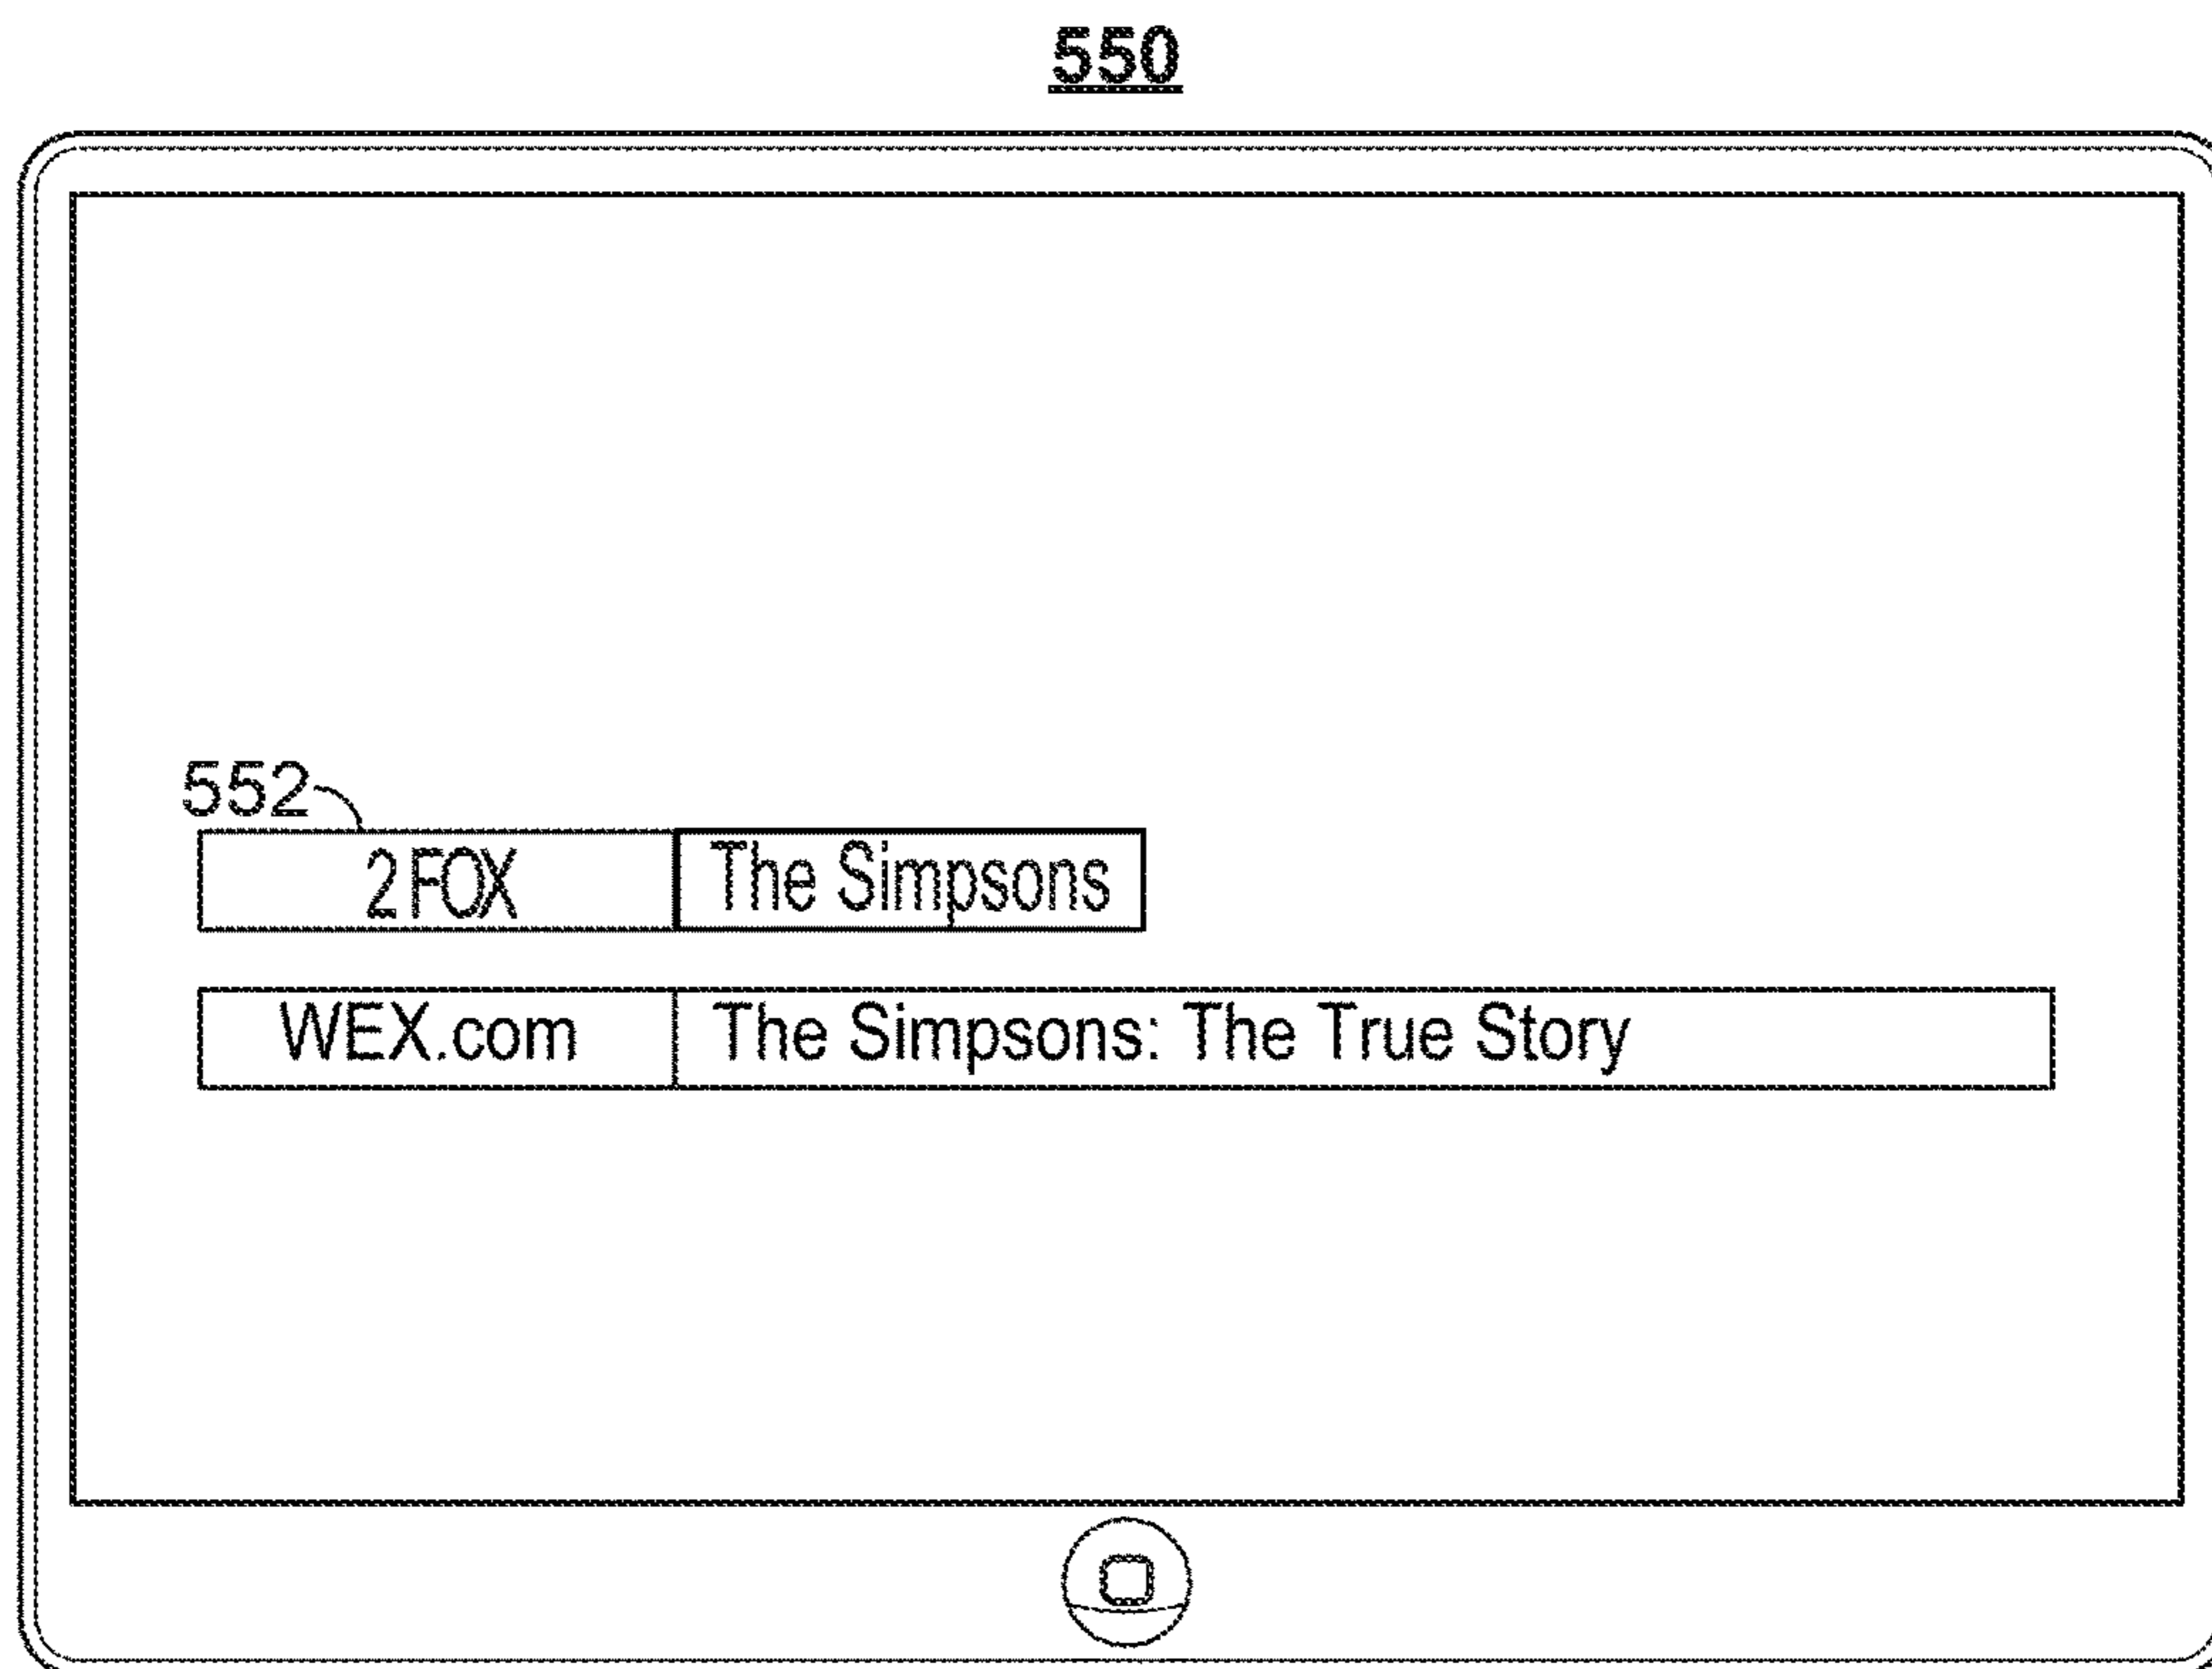 550
552
2 FOX The Simpsons
WEX.com The Simpsons: The True Story